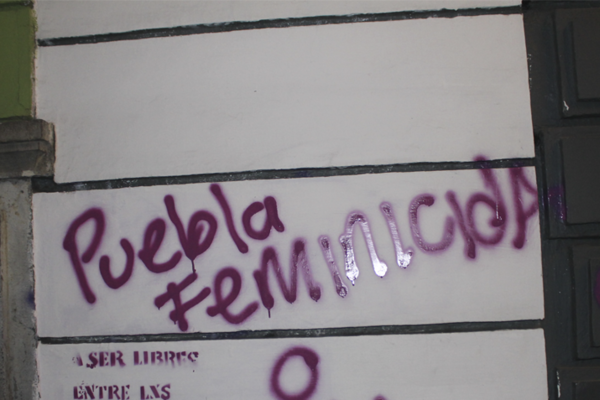 Puebla
FEMINICIDA
A SER LIBRES
ENTRE LXS